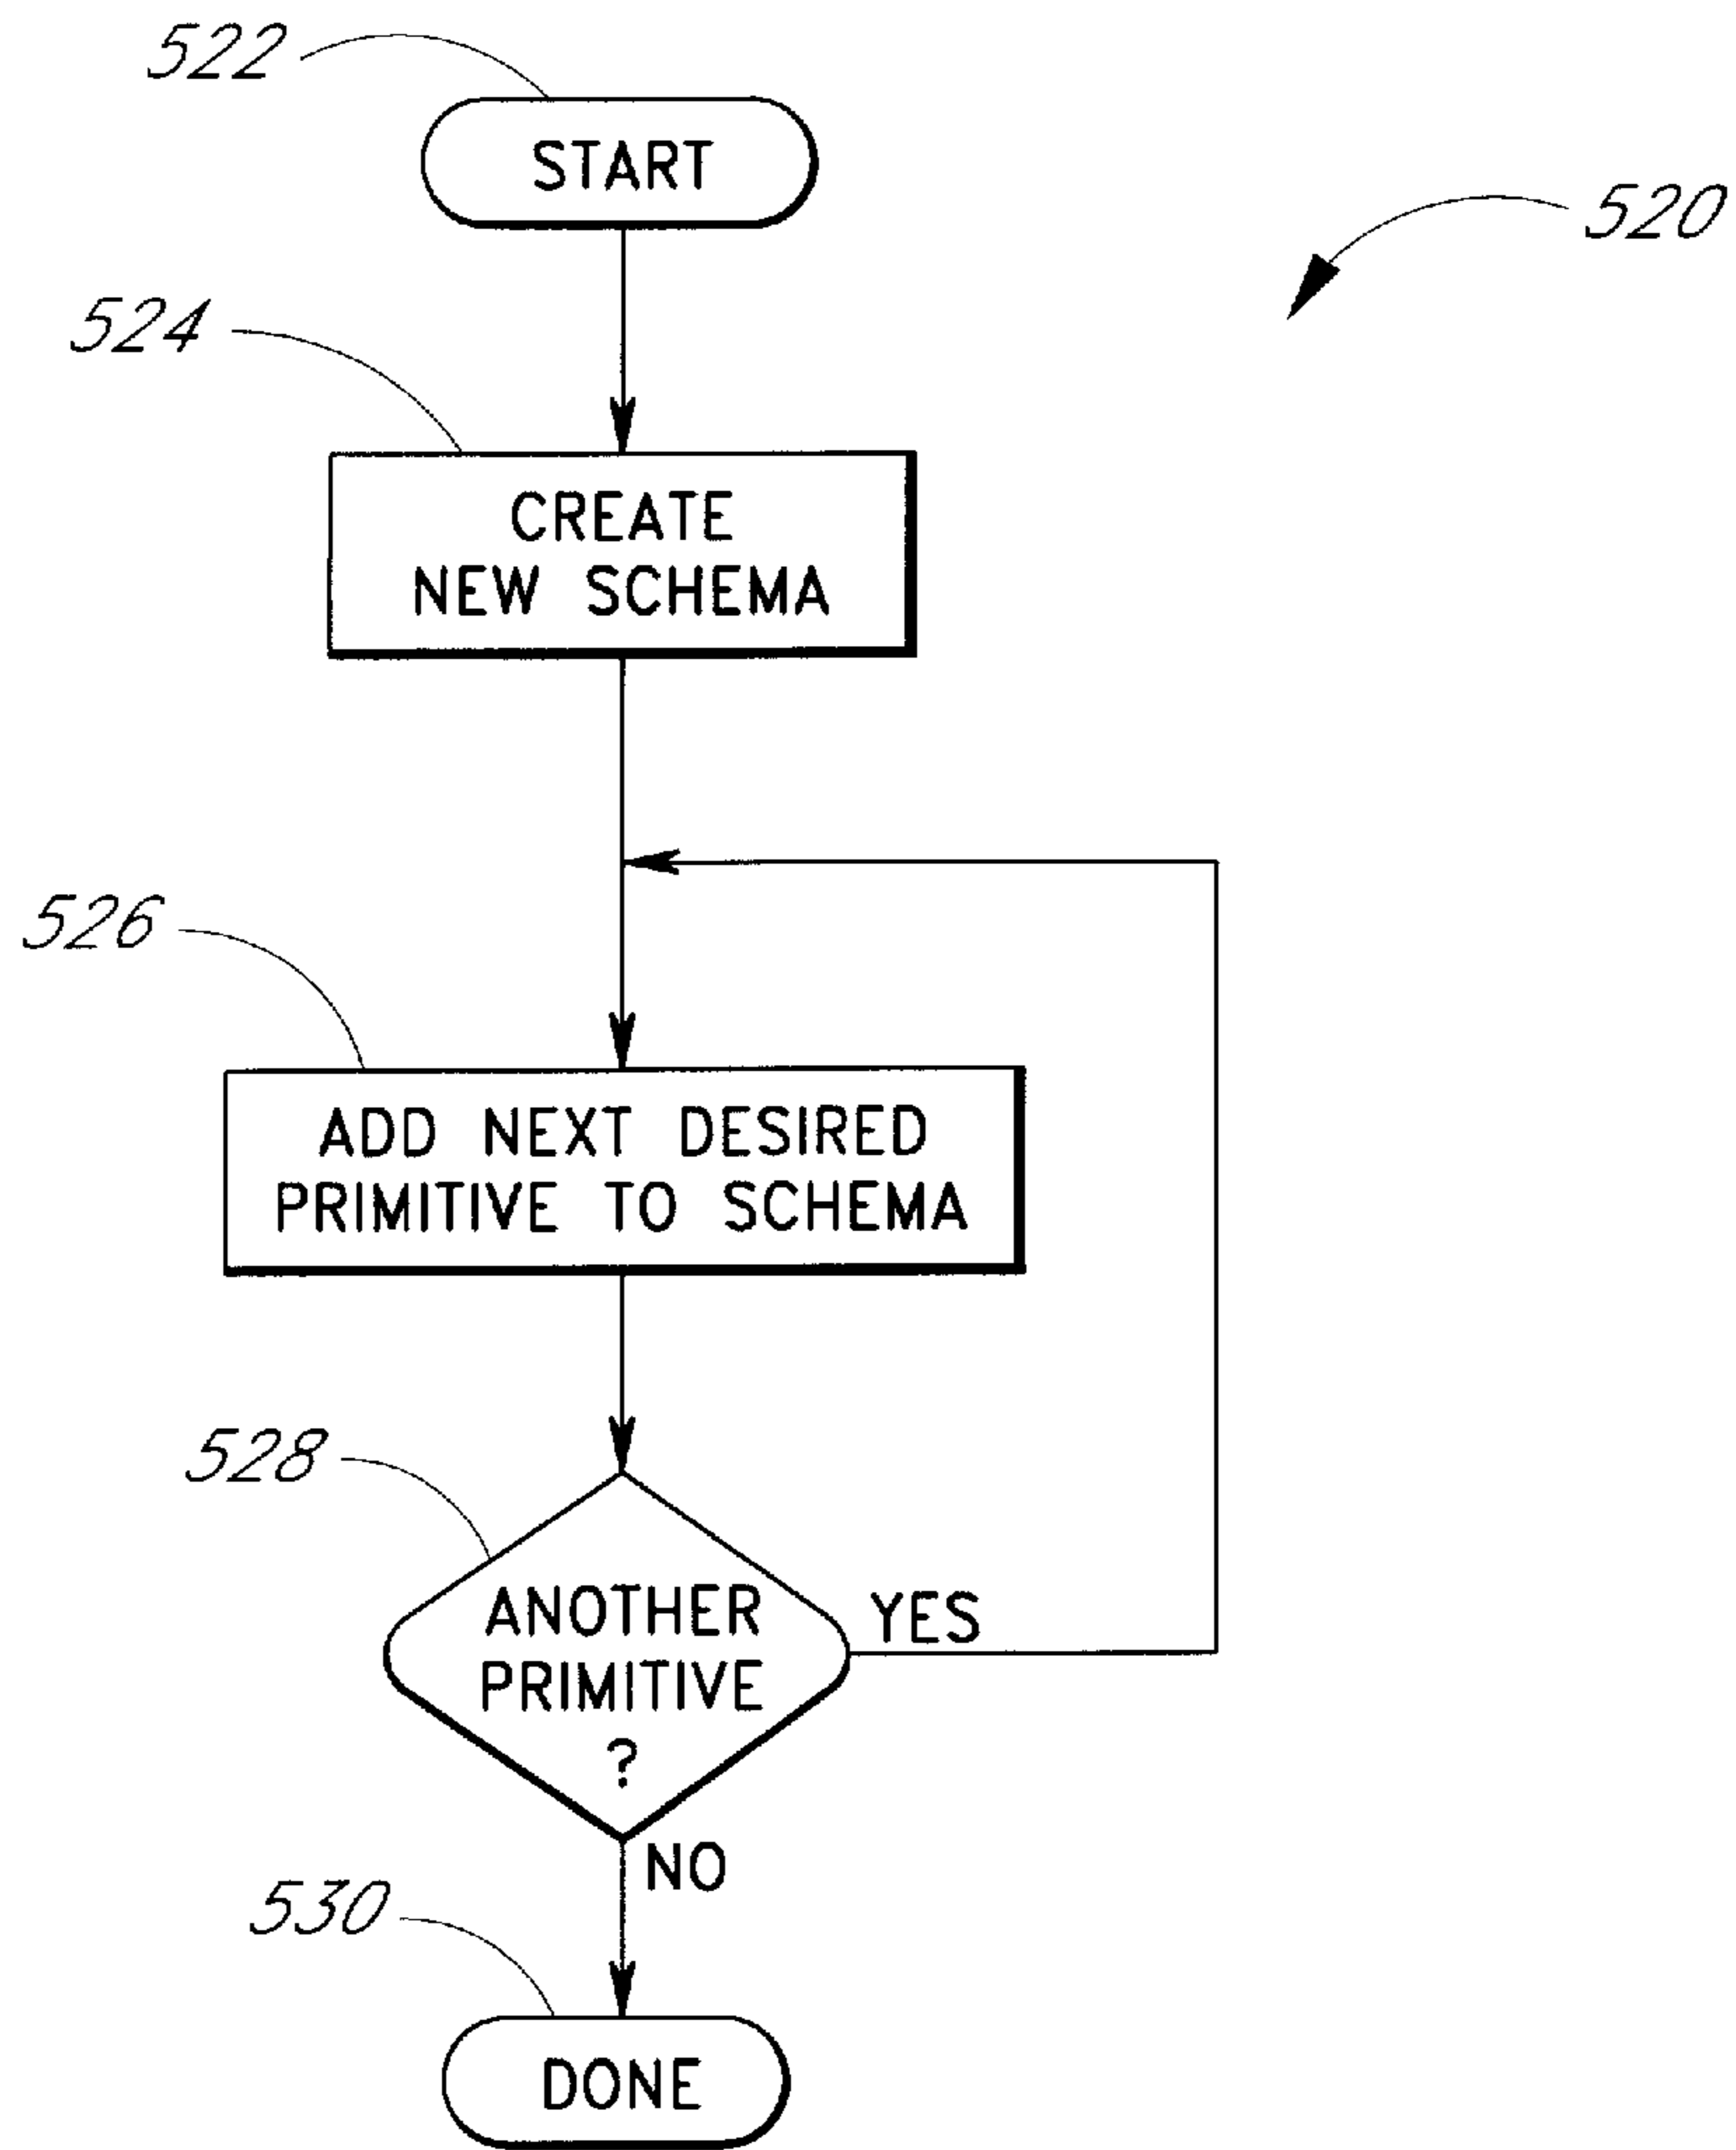 522
START
520
524
CREATE
NEW SCHEMA
526
ADD NEXT DESIRED
PRIMITIVE TO SCHEMA
528
ANOTHER
PRIMITIVE
?
YES
NO
530
DONE